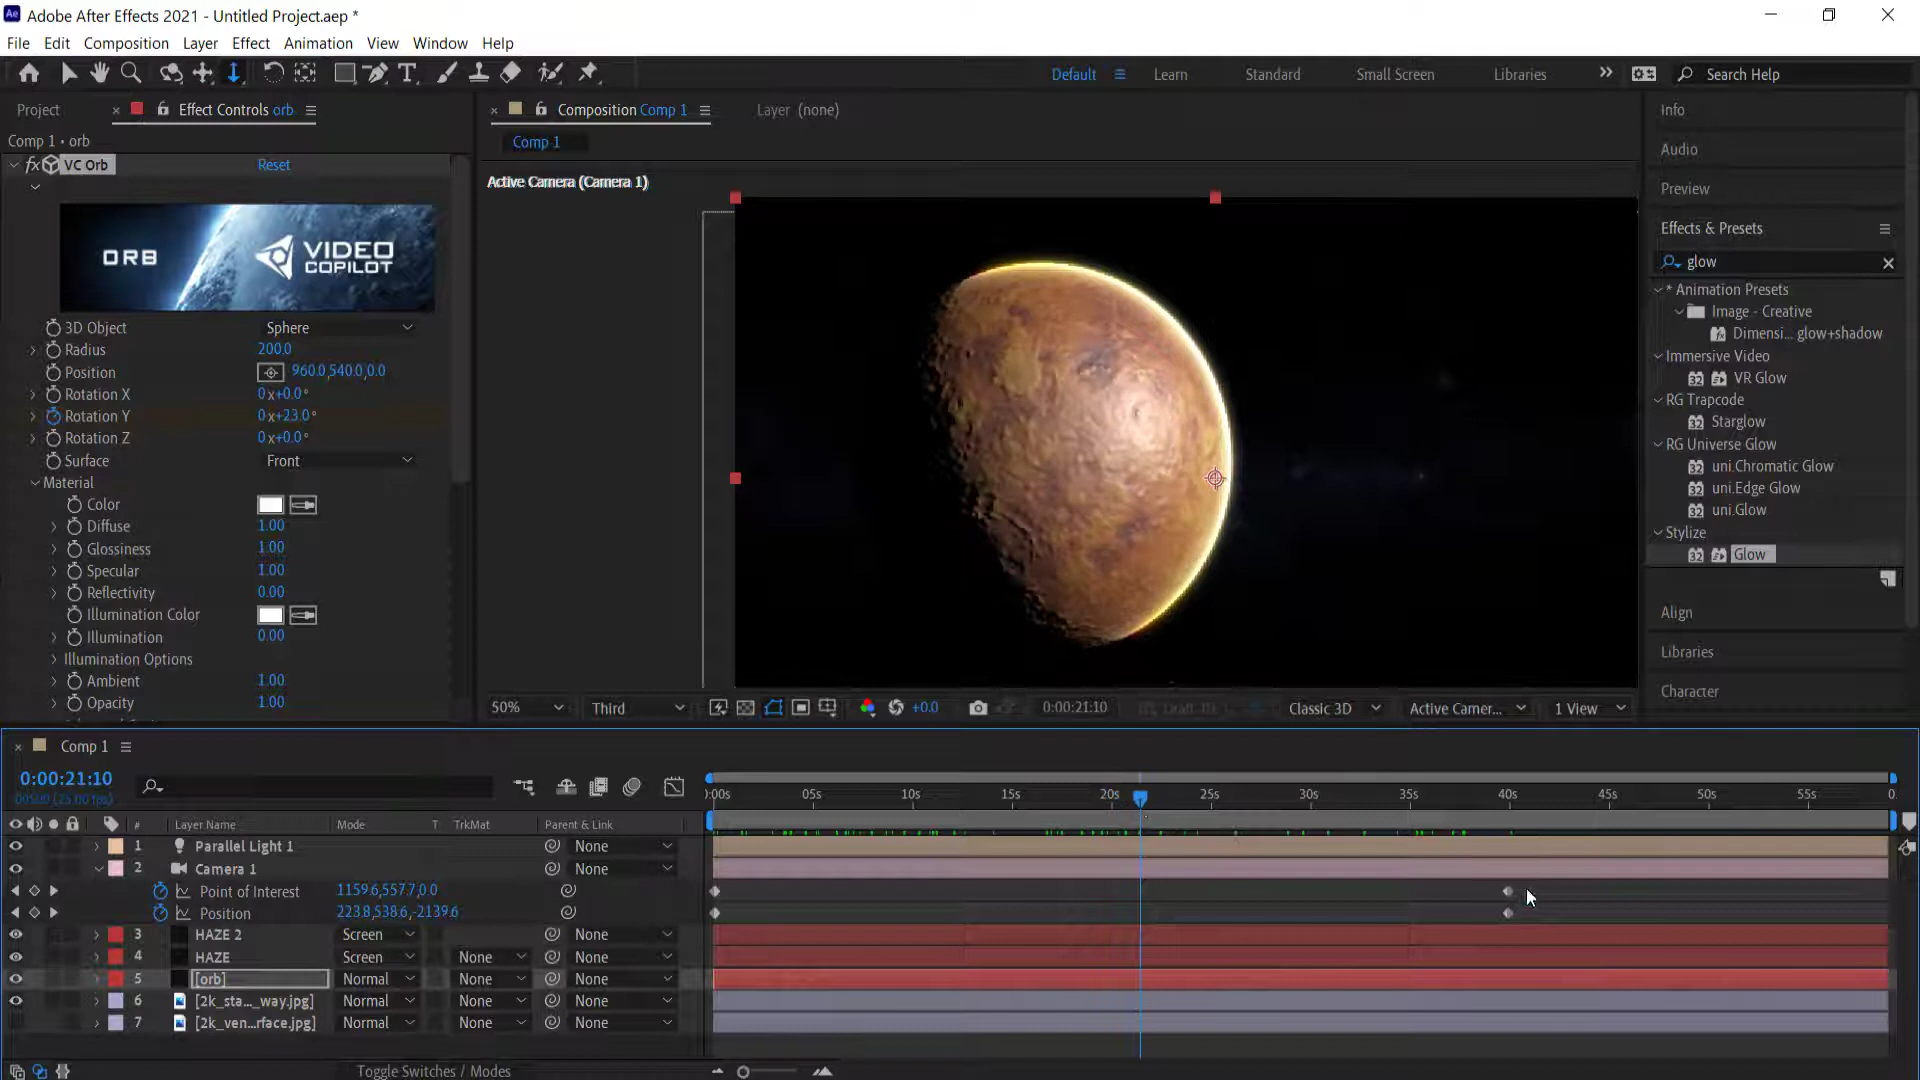 Adobe After Effects 2021 - Untitled Project.aep *
File Edit Composition Layer Effect Animation View Window Help
Default Learn Standard Small Screen Libraries Search Help
Project Effect Controls orb Composition Comp 1 Layer (none) Info
Comp 1 • orb
Comp 1
fx VC Orb Reset
Active Camera (Camera 1)
Audio
Preview
Effects & Presets
ORB VIDEO COPILOT
glow
* Animation Presets
Image - Creative
Dimensi... glow+shadow
Immersive Video
VR Glow
RG Trapcode
Starglow
RG Universe Glow
uni.Chromatic Glow
uni.Edge Glow
uni.Glow
Stylize
Glow
Align
Libraries
Character
3D Object Sphere
Radius 200.0
Position 960.0,540.0,0.0
Rotation X 0 x+0.0 °
Rotation Y 0 x+23.0 °
Rotation Z 0 x+0.0 °
Surface Front
Material
Color
Diffuse 1.00
Glossiness 1.00
Specular 1.00
Reflectivity 0.00
Illumination Color
Illumination 0.00
Illumination Options
Ambient 1.00
Opacity 1.00
50% Third +0.0 0:00:21:10 Classic 3D Active Camer... 1 View
Comp 1
0:00:21:10
(25.00 fps)
):00s 05s 10s 15s 20s 25s 30s 35s 40s 45s 50s 55s 0.
# Layer Name Mode T TrkMat Parent & Link
1 Parallel Light 1 None
2 Camera 1 None
Point of Interest 1159.6,557.7,0.0
Position 223.8,538.6,-2139.6
3 HAZE 2 Screen None
4 HAZE Screen None None
5 [orb] Normal None None
6 [2k_sta..._way.jpg] Normal None None
7 [2k_ven...rface.jpg] Normal None None
Toggle Switches / Modes